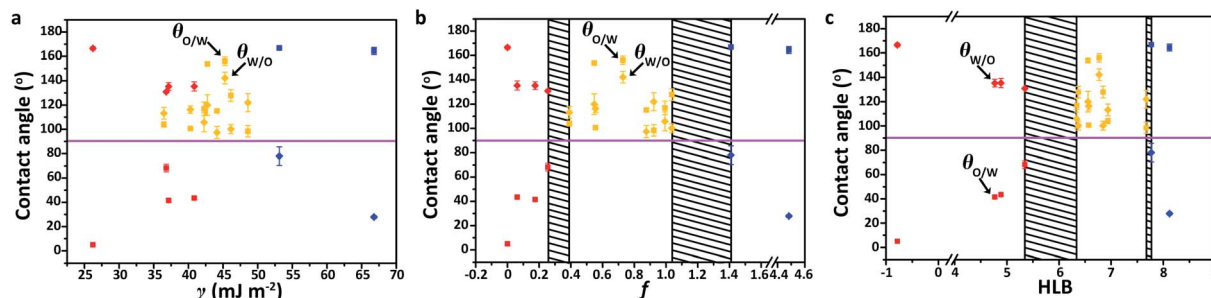 a
Contact angle (°)
180
160
140
120
100
80
60
40
20
0
θO/W
θW/O
25 30 35 40 45 50 55 60 65 70
γ (mJ m⁻²)
b
Contact angle (°)
180
160
140
120
100
80
60
40
20
0
θO/W
θW/O
-0.2 0.0 0.2 0.4 0.6 0.8 1.0 1.2 1.4 1.6 4.4 4.6
f
c
Contact angle (°)
180
160
140
120
100
80
60
40
20
0
θW/O
θO/W
-1 0 4 5 6 7 8
HLB